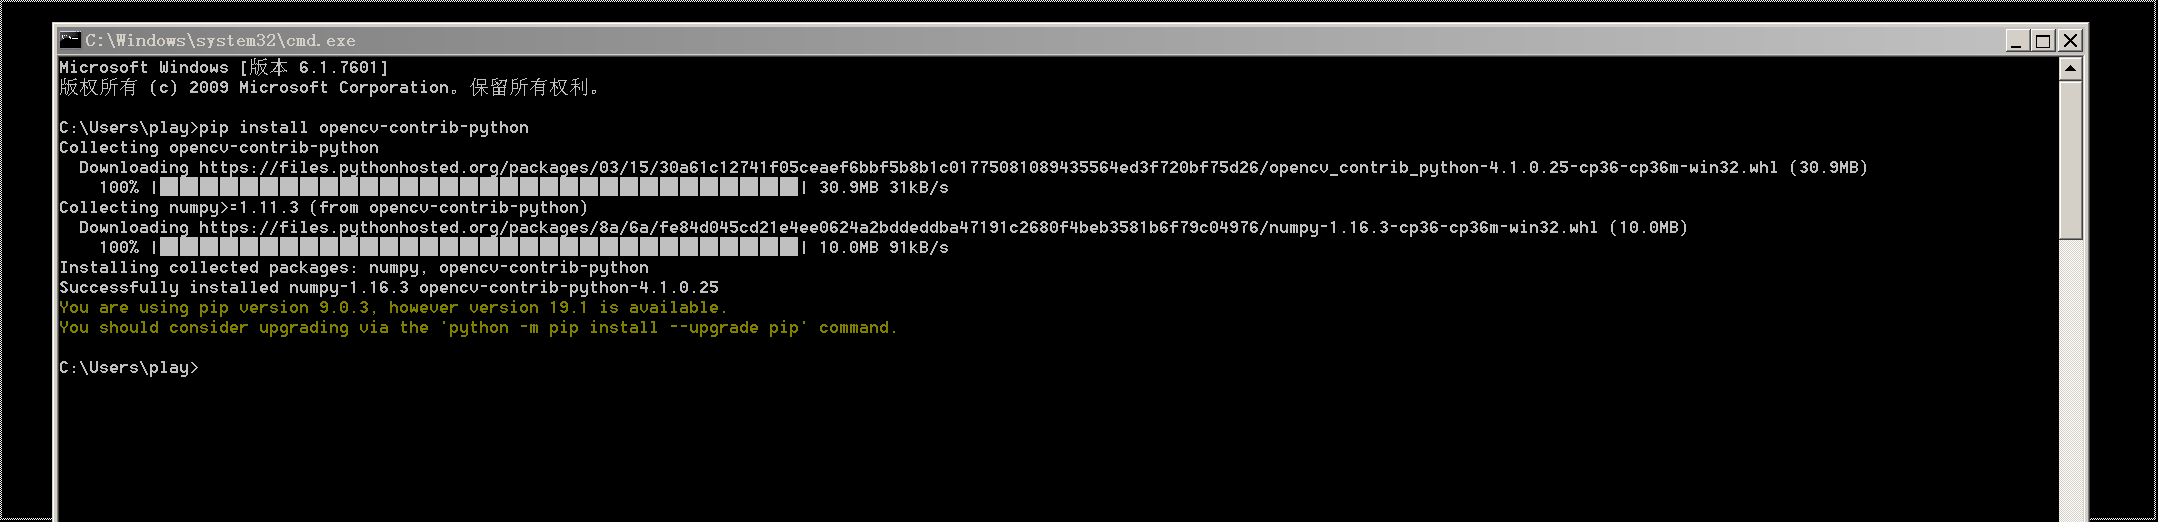 C:\Windows\system32\cmd.exe
Microsoft Windows [版本 6.1.7601]
版权所有 (c) 2009 Microsoft Corporation。保留所有权利。
C:\Users\play>pip install opencv-contrib-python
Collecting opencv-contrib-python
  Downloading https://files.pythonhosted.org/packages/03/15/30a61c12741f05ceaef6bbf5b8b1c01775081089435564ed3f720bf75d26/opencv_contrib_python-4.1.0.25-cp36-cp36m-win32.whl (30.9MB)
    100% |████████████████████████████████| 30.9MB 31kB/s
Collecting numpy>=1.11.3 (from opencv-contrib-python)
  Downloading https://files.pythonhosted.org/packages/8a/6a/fe84d045cd21e4ee0624a2bddeddba47191c2680f4beb3581b6f79c04976/numpy-1.16.3-cp36-cp36m-win32.whl (10.0MB)
    100% |████████████████████████████████| 10.0MB 91kB/s
Installing collected packages: numpy, opencv-contrib-python
Successfully installed numpy-1.16.3 opencv-contrib-python-4.1.0.25
You are using pip version 9.0.3, however version 19.1 is available.
You should consider upgrading via the 'python -m pip install --upgrade pip' command.
C:\Users\play>